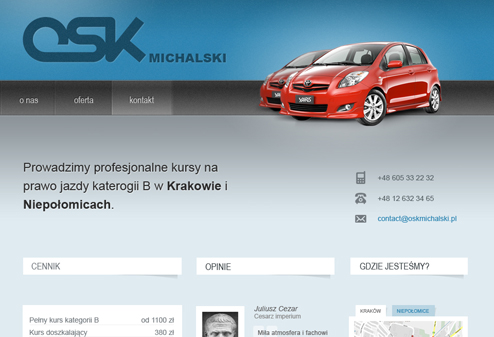 OSK MICHALSKI
o nas oferta kontakt
YARIS
Prowadzimy profesjonalne kursy na
prawo jazdy katerogii B w Krakowie i
Niepołomicach.
+48 605 33 22 32
+48 12 632 34 65
contact@oskmichalski.pl
CENNIK
OPINIE
GDZIE JESTEŚMY?
Pełny kurs kategorii B od 1100 zł
Kurs doszkalający 380 zł
Juliusz Cezar
Cesarz imperium
Miła atmosfera i fachowi
KRAKÓW NIEPOŁOMICE